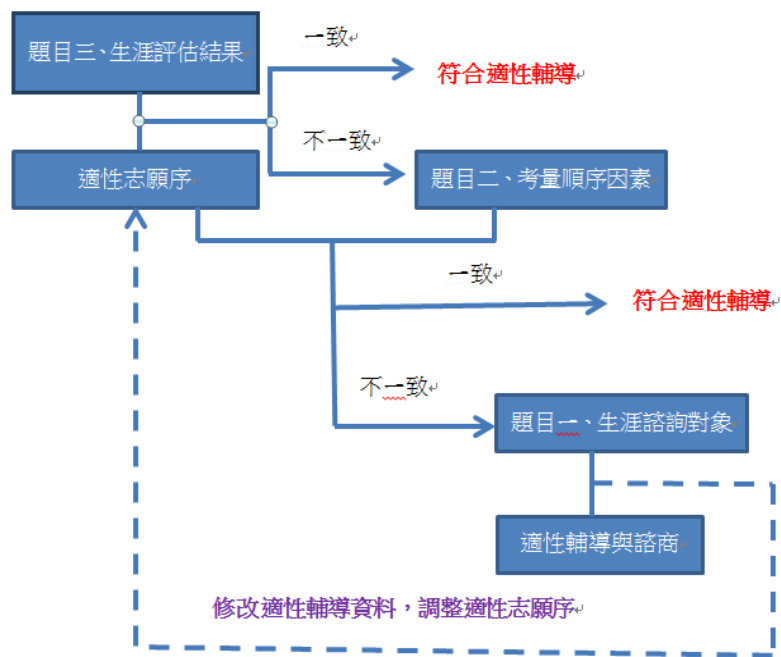 題目三、生涯評估結果
一致
符合適性輔導
不一致
適性志願序
題目二、考量順序因素
一致
符合適性輔導
不一致
題目一、生涯諮詢對象
適性輔導與諮商
修改適性輔導資料，調整適性志願序